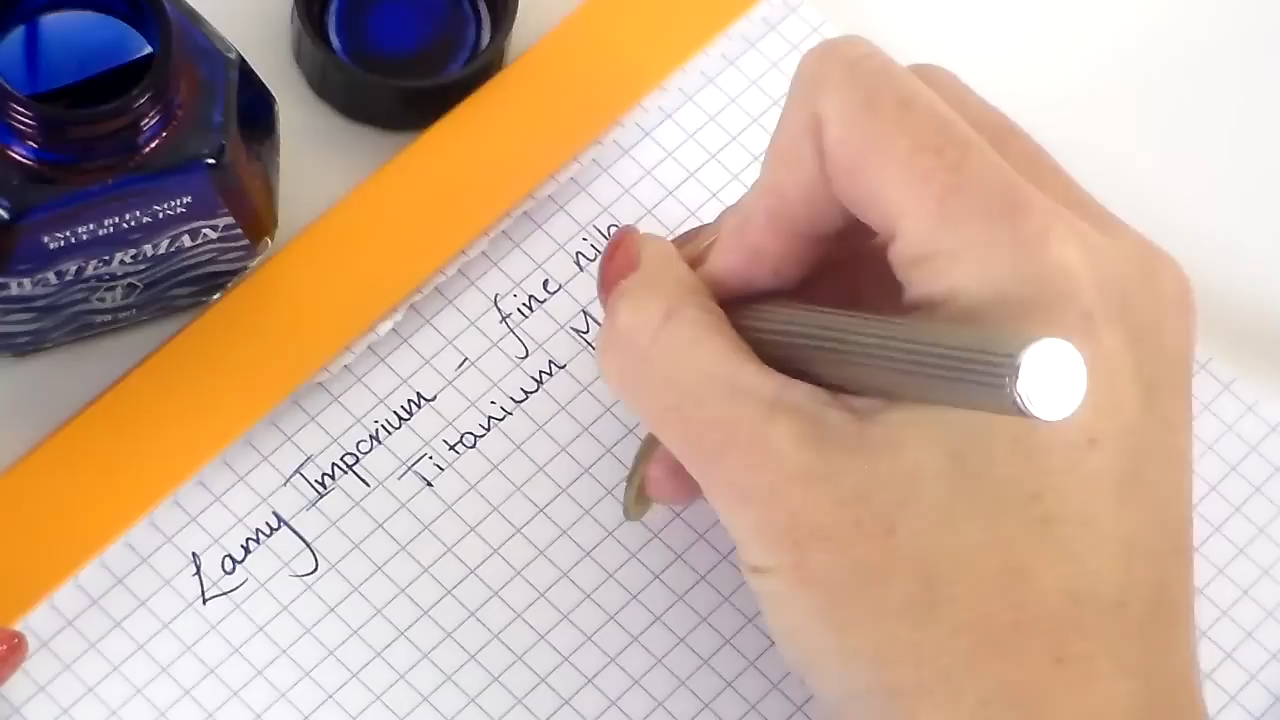 ENCRE BLEU NOIR
BLUE BLACK INK
WATERMAN
Lamy Imporium - fine nib
Titanium M